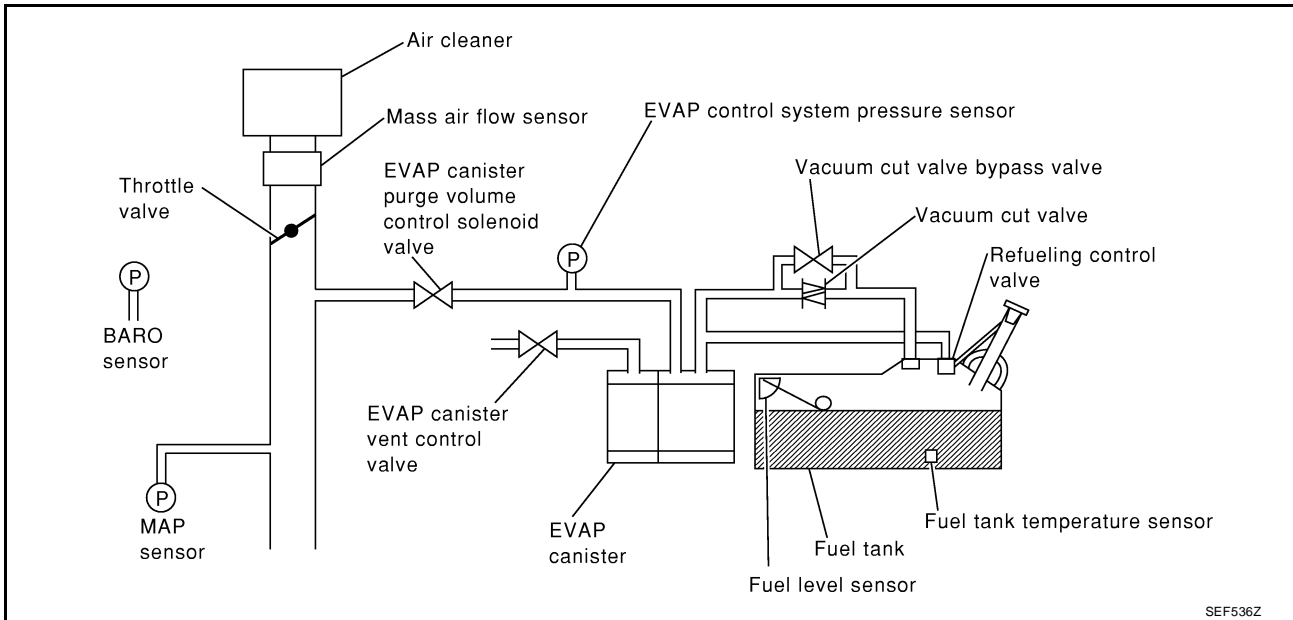 Air cleaner
Mass air flow sensor
EVAP control system pressure sensor
Vacuum cut valve bypass valve
EVAP canister
purge volume
control solenoid
valve
Throttle
valve
Vacuum cut valve
Refueling control
valve
P
P
BARO
sensor
EVAP canister
vent control
valve
P
MAP
sensor
EVAP
canister
Fuel tank temperature sensor
Fuel tank
Fuel level sensor
SEF536Z